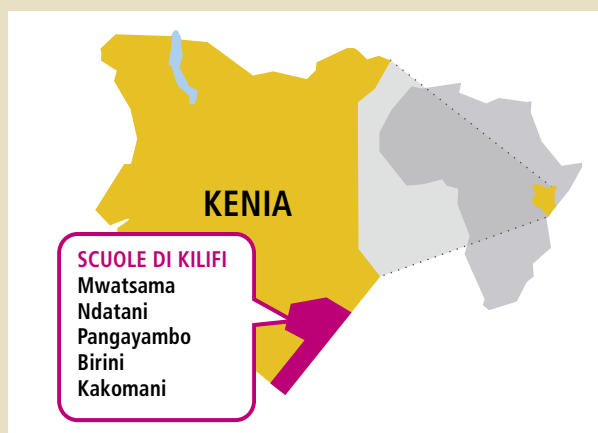 KENIA
SCUOLE DI KILIFI
Mwatsama
Ndatani
Pangayambo
Birini
Kakomani